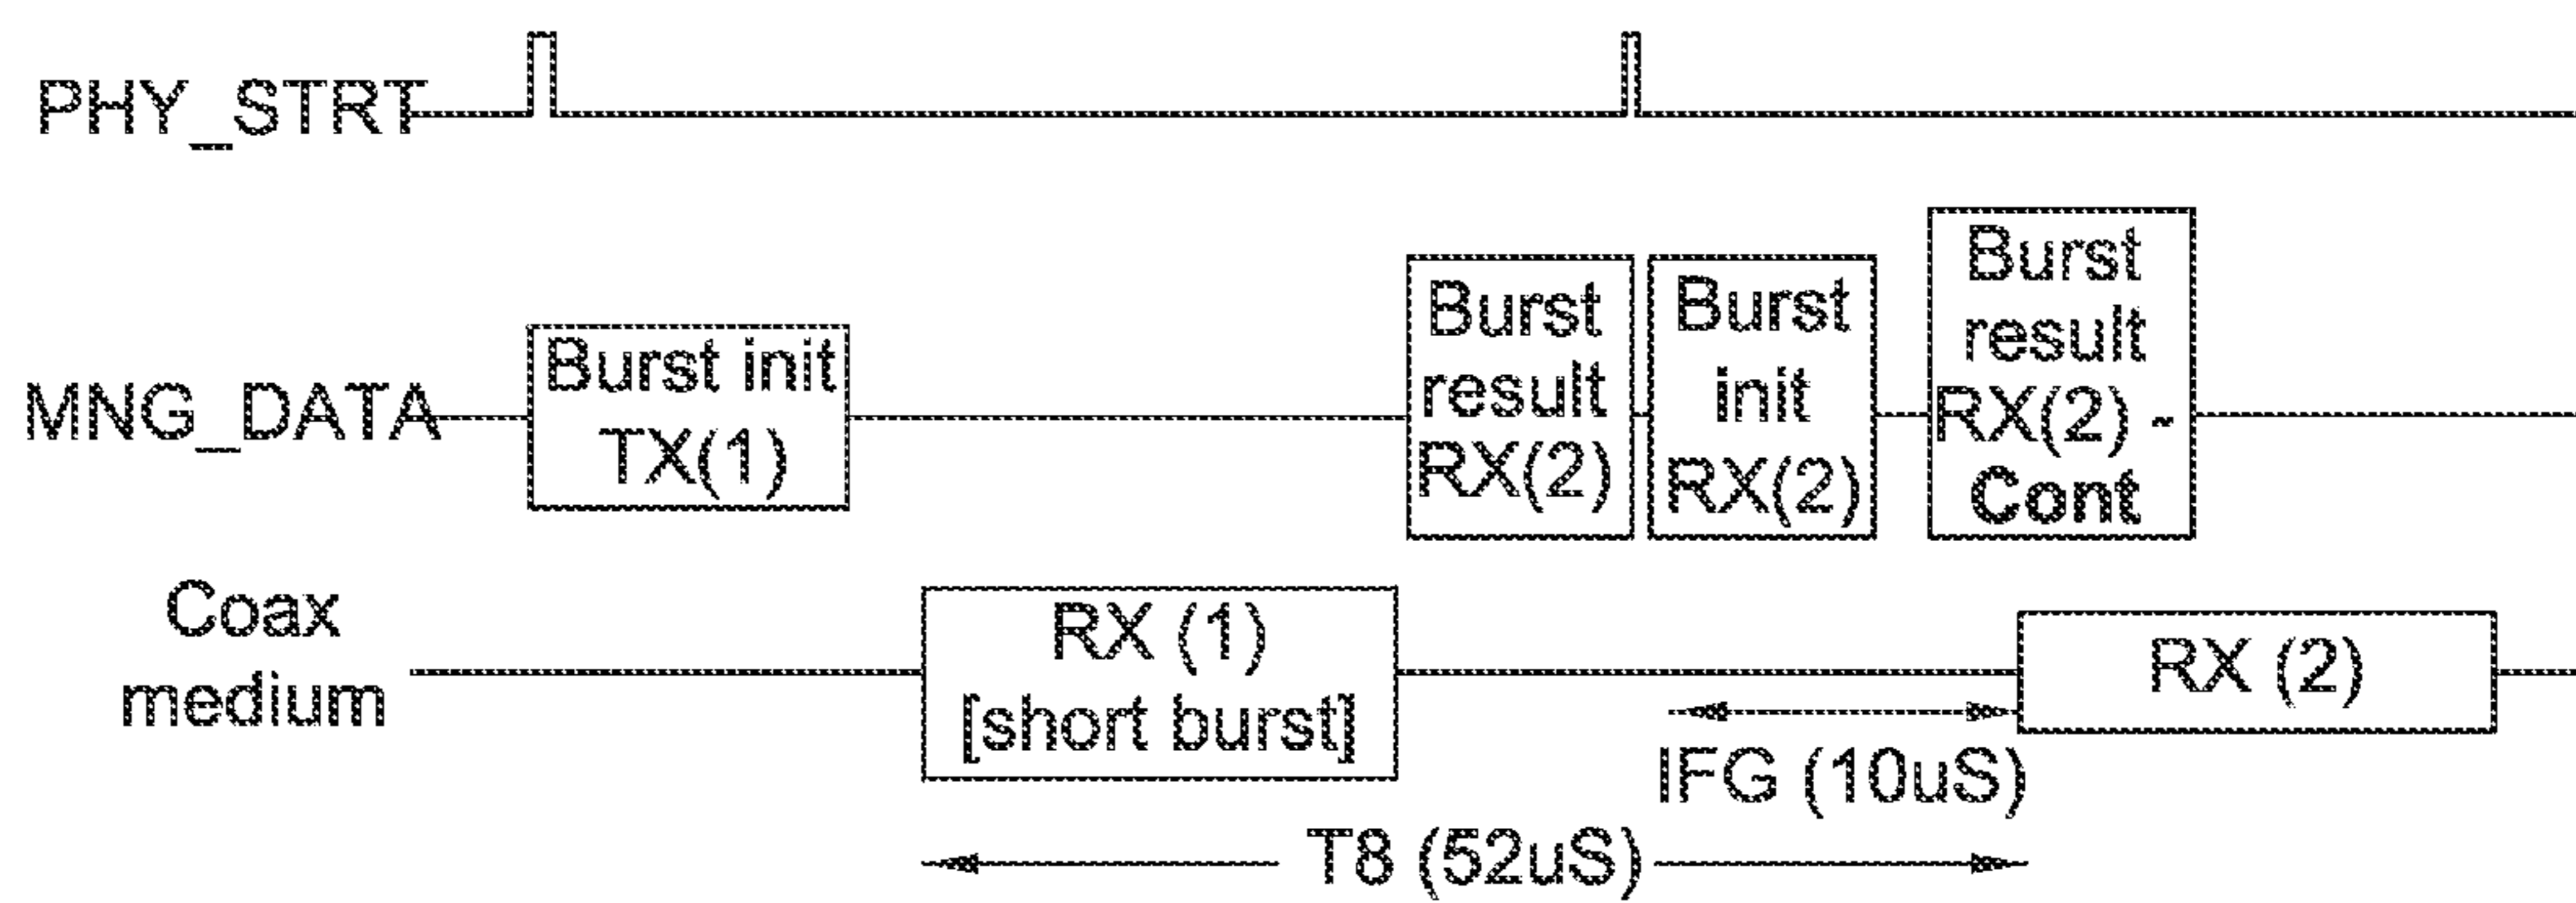 PHY_STRT
MNG_DATA
Burst init
TX(1)
Burst
result
RX(2)
Burst
init
RX(2)
Burst
result
RX(2) -
Cont
Coax
medium
RX (1)
[short burst]
RX (2)
IFG (10uS)
T8 (52uS)